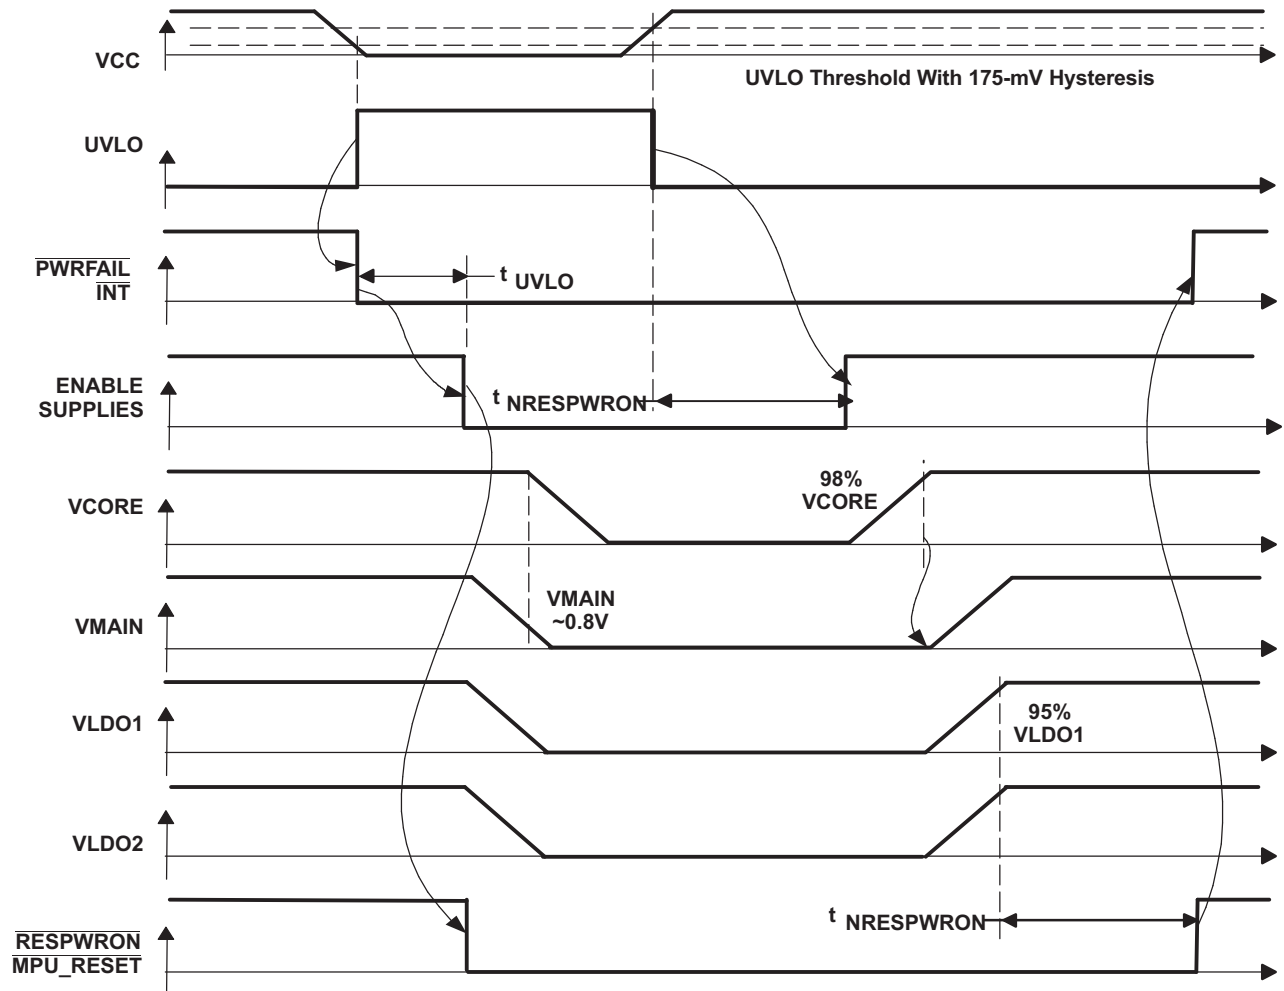 VCC
UVLO Threshold With 175-mV Hysteresis
UVLO
PWRFAIL
INT
t UVLO
ENABLE
SUPPLIES
t NRESPWRON
VCORE
98%
VCORE
VMAIN
VMAIN
~0.8V
VLDO1
95%
VLDO1
VLDO2
t NRESPWRON
RESPWRON
MPU_RESET